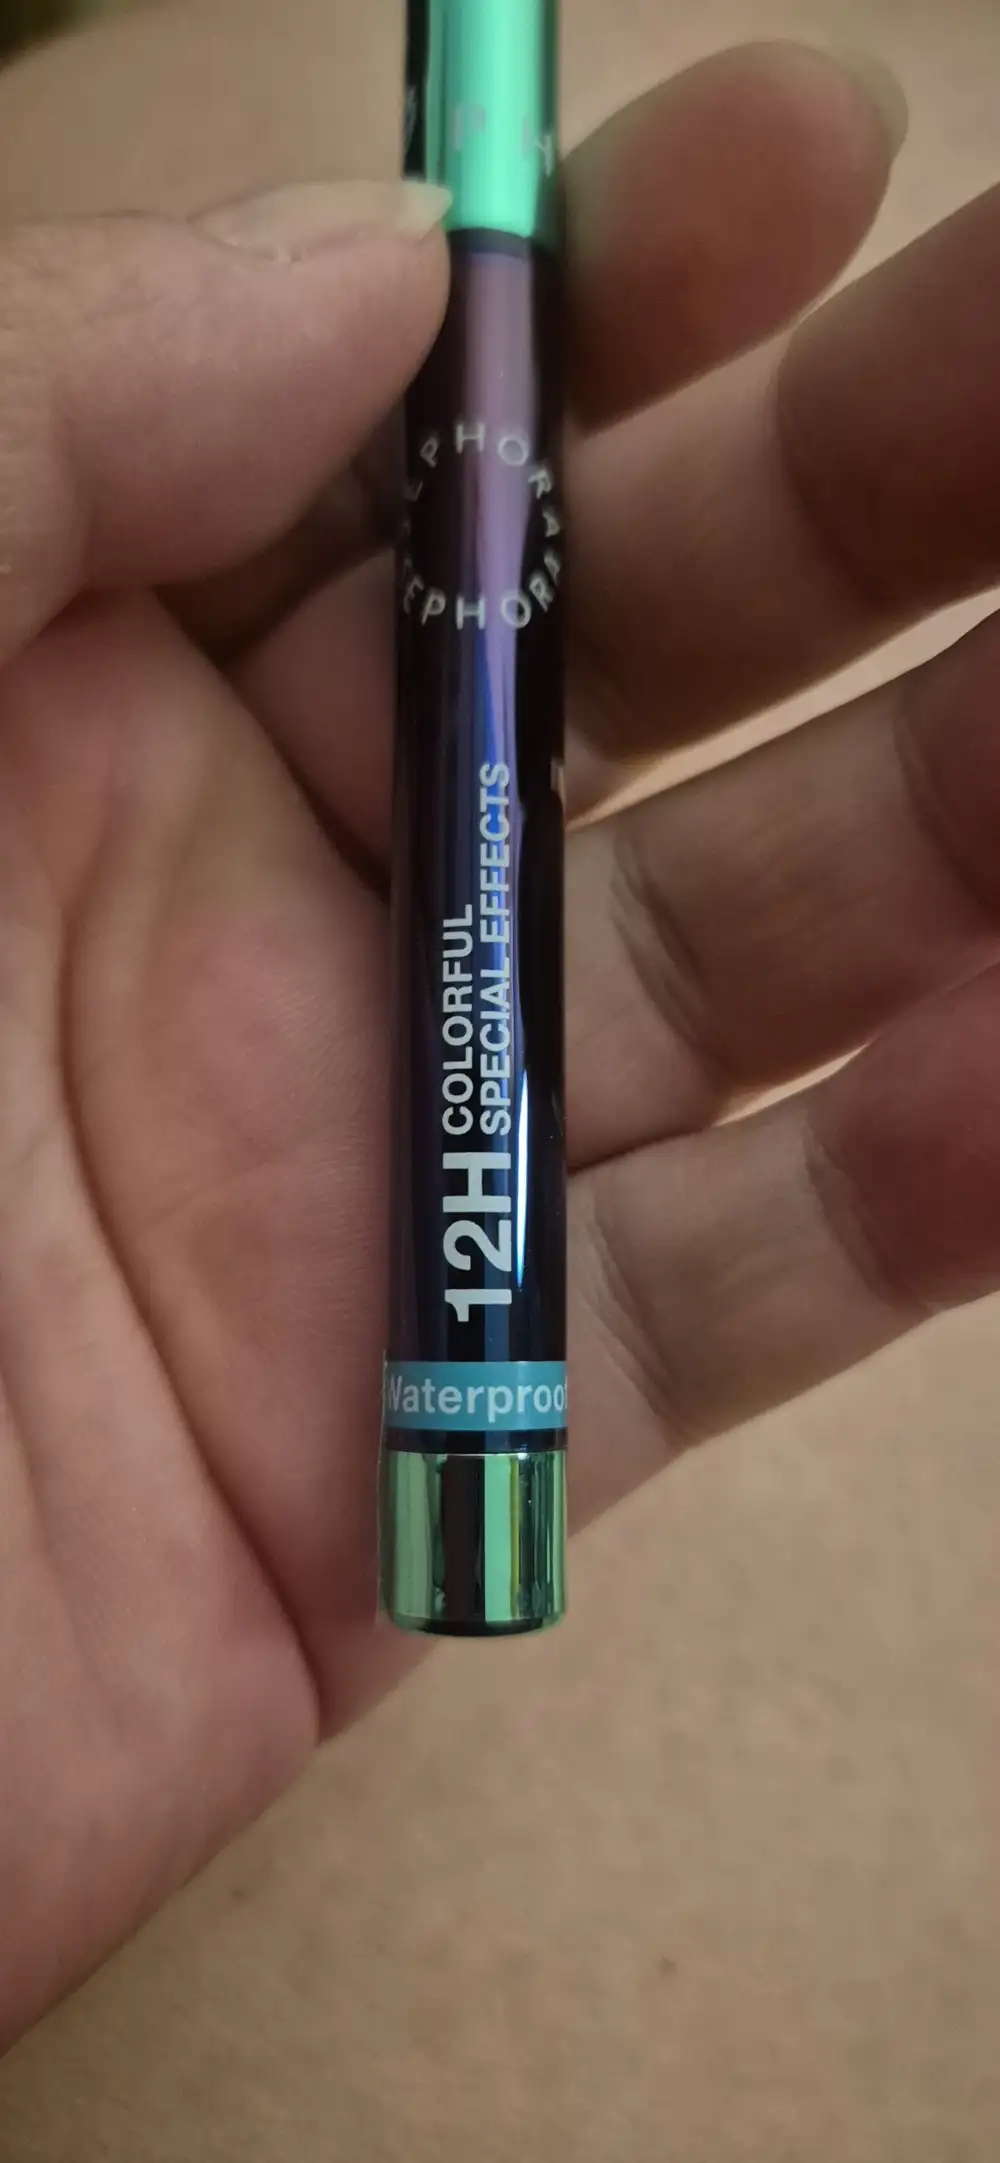 SEPHORA
SEPHORA
12H COLORFUL
SPECIAL EFFECTS
Waterproof